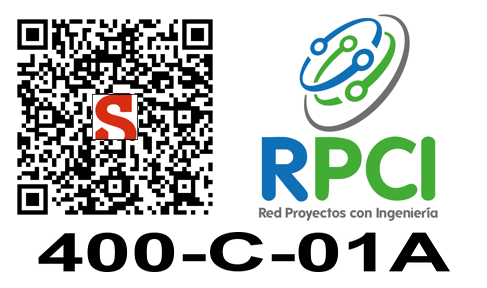 S
RPCI
Red Proyectos con Ingeniería
400-C-01A